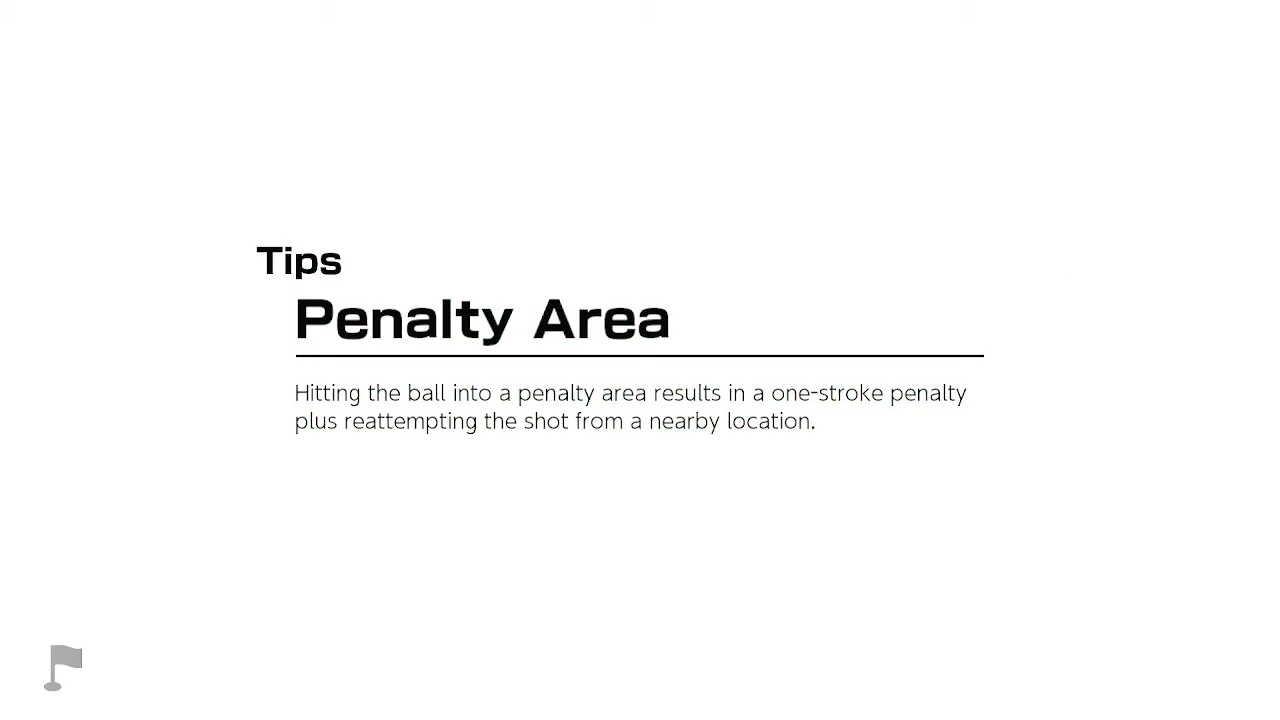 Tips
Penalty Area
Hitting the ball into a penalty area results in a one-stroke penalty
plus reattempting the shot from a nearby location.